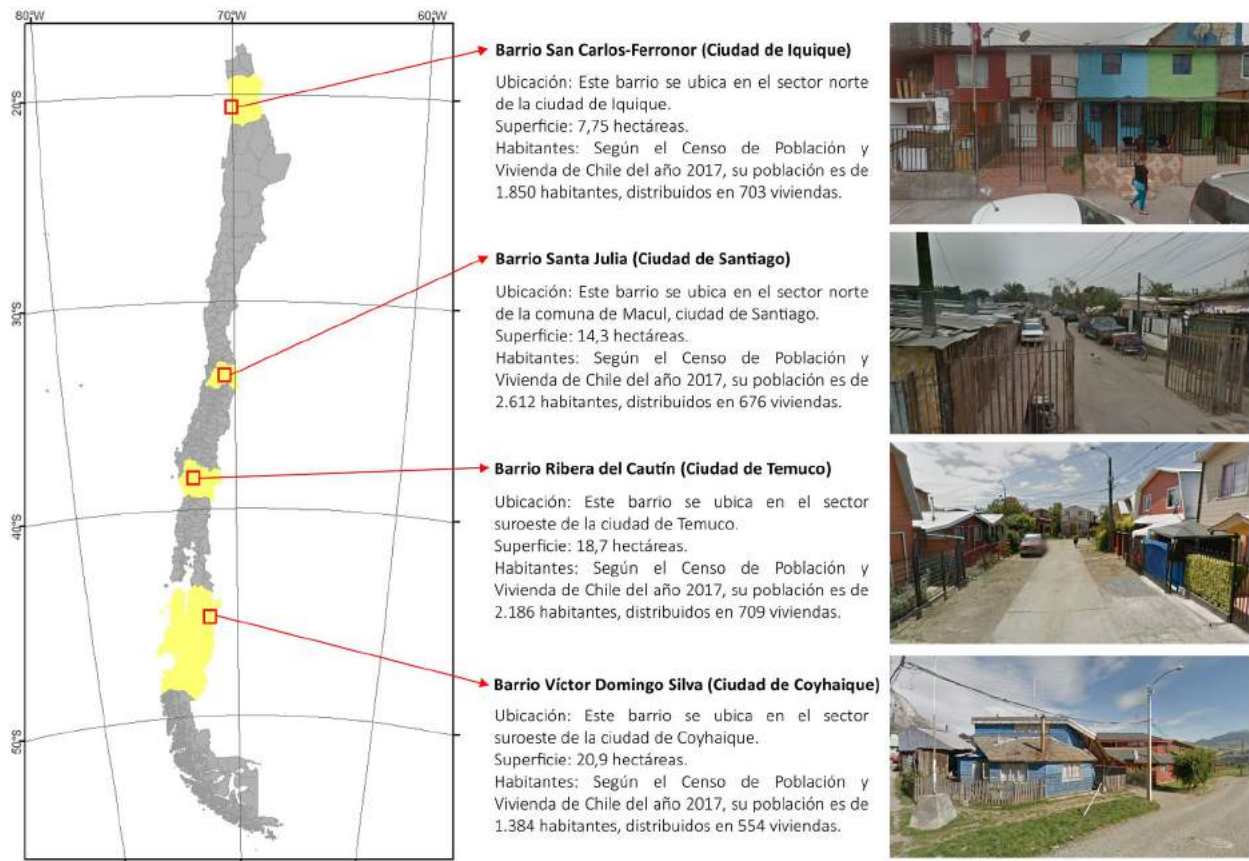 80°W
70°W
60°W
20°S
30°S
40°S
50°S
Barrio San Carlos-Ferronor (Ciudad de Iquique)
Ubicación: Este barrio se ubica en el sector norte
de la ciudad de Iquique.
Superficie: 7,75 hectáreas.
Habitantes: Según el Censo de Población y
Vivienda de Chile del año 2017, su población es de
1.850 habitantes, distribuidos en 703 viviendas.
Barrio Santa Julia (Ciudad de Santiago)
Ubicación: Este barrio se ubica en el sector norte
de la comuna de Macul, ciudad de Santiago.
Superficie: 14,3 hectáreas.
Habitantes: Según el Censo de Población y
Vivienda de Chile del año 2017, su población es de
2.612 habitantes, distribuidos en 676 viviendas.
Barrio Ribera del Cautín (Ciudad de Temuco)
Ubicación: Este barrio se ubica en el sector
suroeste de la ciudad de Temuco.
Superficie: 18,7 hectáreas.
Habitantes: Según el Censo de Población y
Vivienda de Chile del año 2017, su población es de
2.186 habitantes, distribuidos en 709 viviendas.
Barrio Víctor Domingo Silva (Ciudad de Coyhaique)
Ubicación: Este barrio se ubica en el sector
suroeste de la ciudad de Coyhaique.
Superficie: 20,9 hectáreas.
Habitantes: Según el Censo de Población y
Vivienda de Chile del año 2017, su población es de
1.384 habitantes, distribuidos en 554 viviendas.